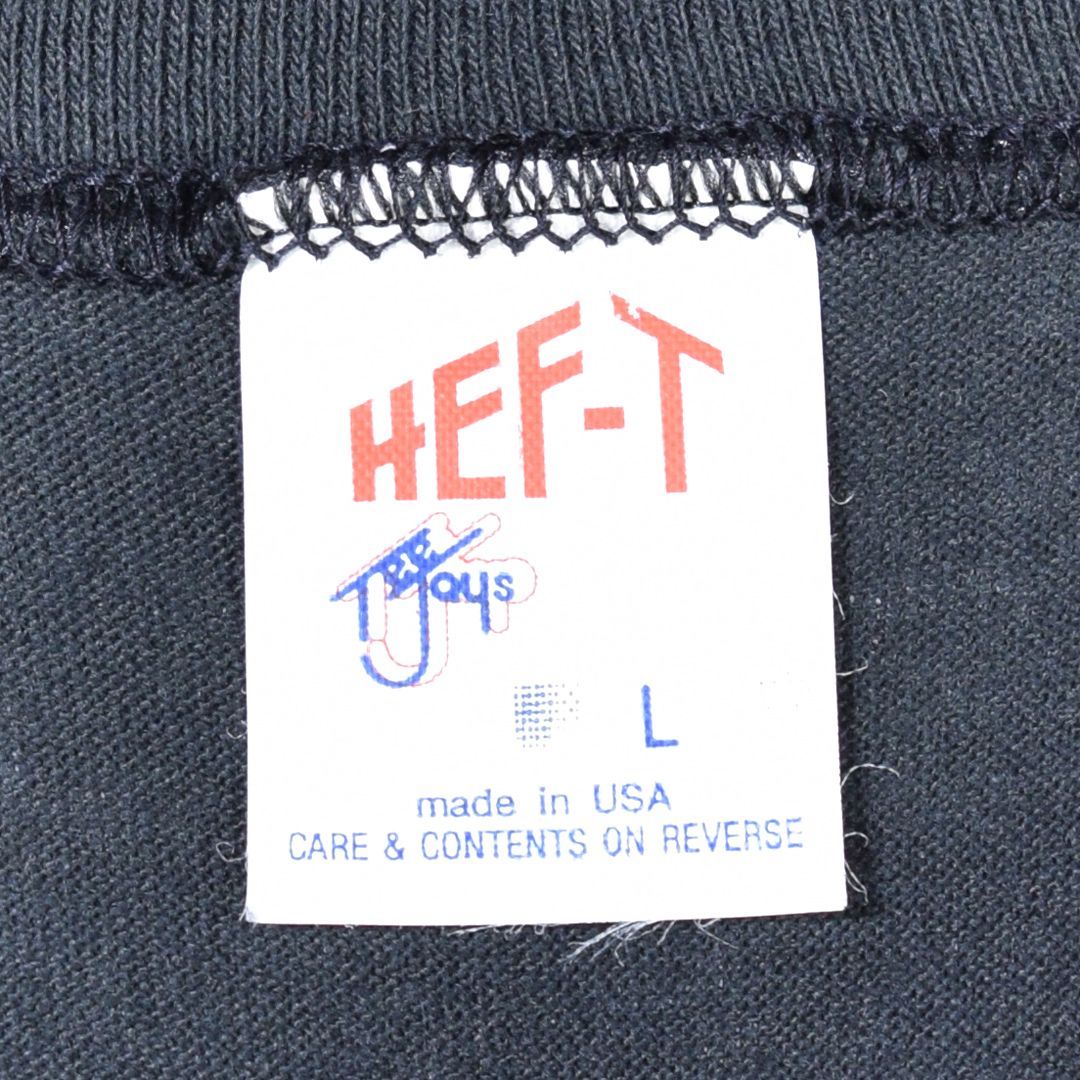 HEF-T
TEE Jays
L
made in USA
CARE & CONTENTS ON REVERSE